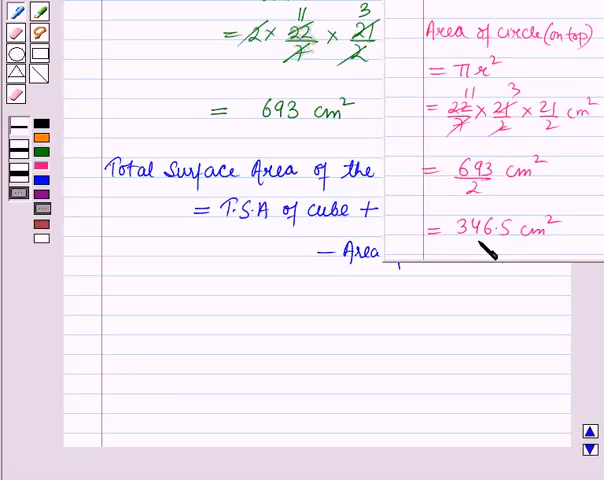 = 2 × 22/7 × 21/2
11
3
= 693 cm²
Total Surface Area of the
= T.S.A of cube +
– Area
Area of circle (on top)
= πr²
11 3
= 22/7 × 21/2 × 21/2 cm²
= 693/2 cm²
= 346.5 cm²